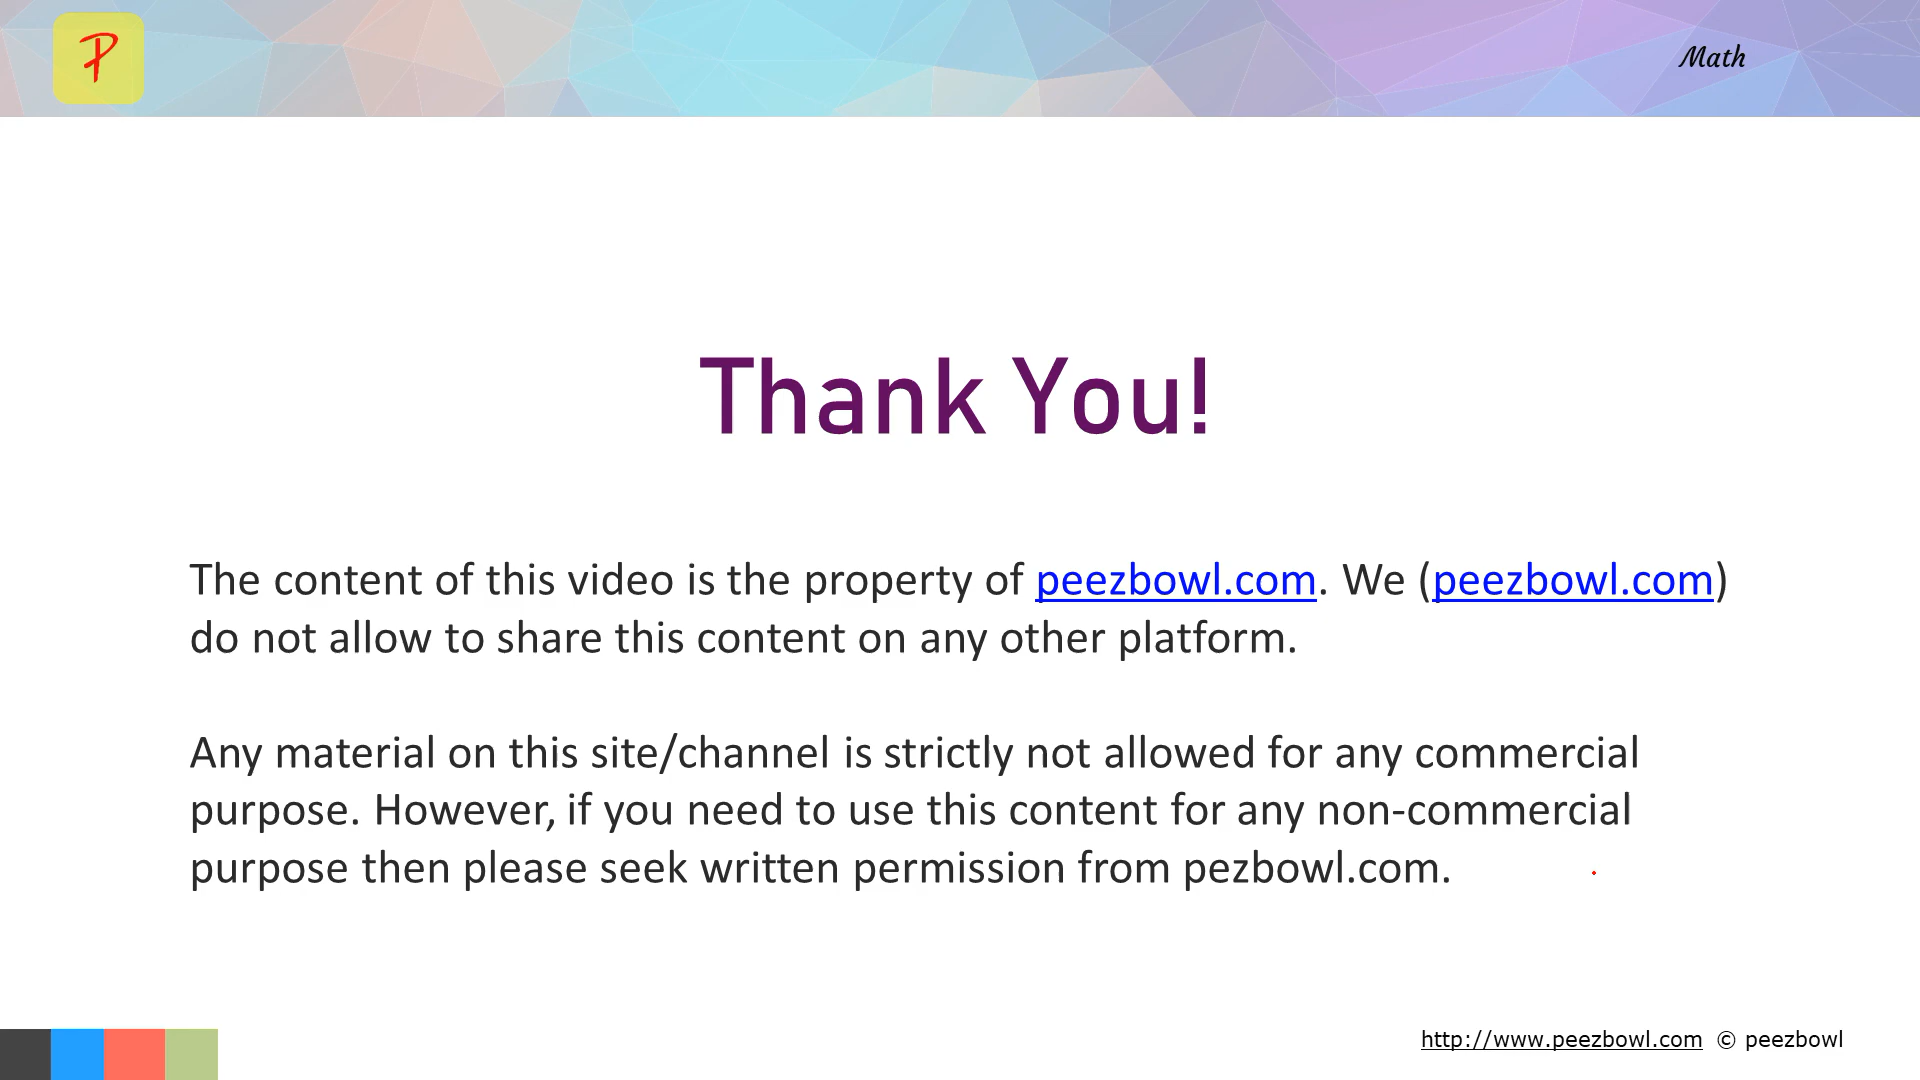 P
Math
Thank You!
The content of this video is the property of peezbowl.com. We (peezbowl.com)
do not allow to share this content on any other platform.
Any material on this site/channel is strictly not allowed for any commercial
purpose. However, if you need to use this content for any non-commercial
purpose then please seek written permission from pezbowl.com.
http://www.peezbowl.com © peezbowl